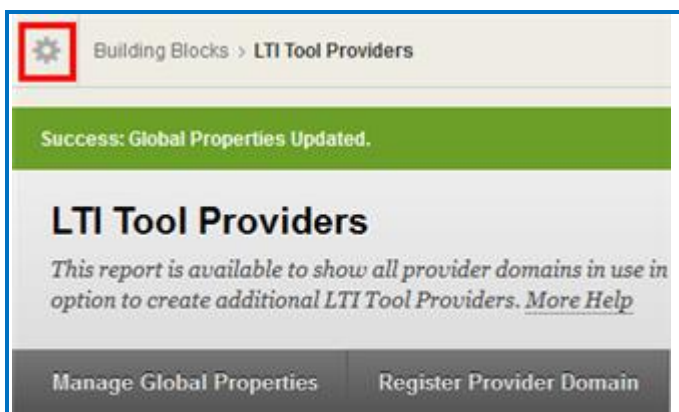 Building Blocks > LTI Tool Providers
Success: Global Properties Updated.
LTI Tool Providers
This report is available to show all provider domains in use in
option to create additional LTI Tool Providers. More Help
Manage Global Properties Register Provider Domain